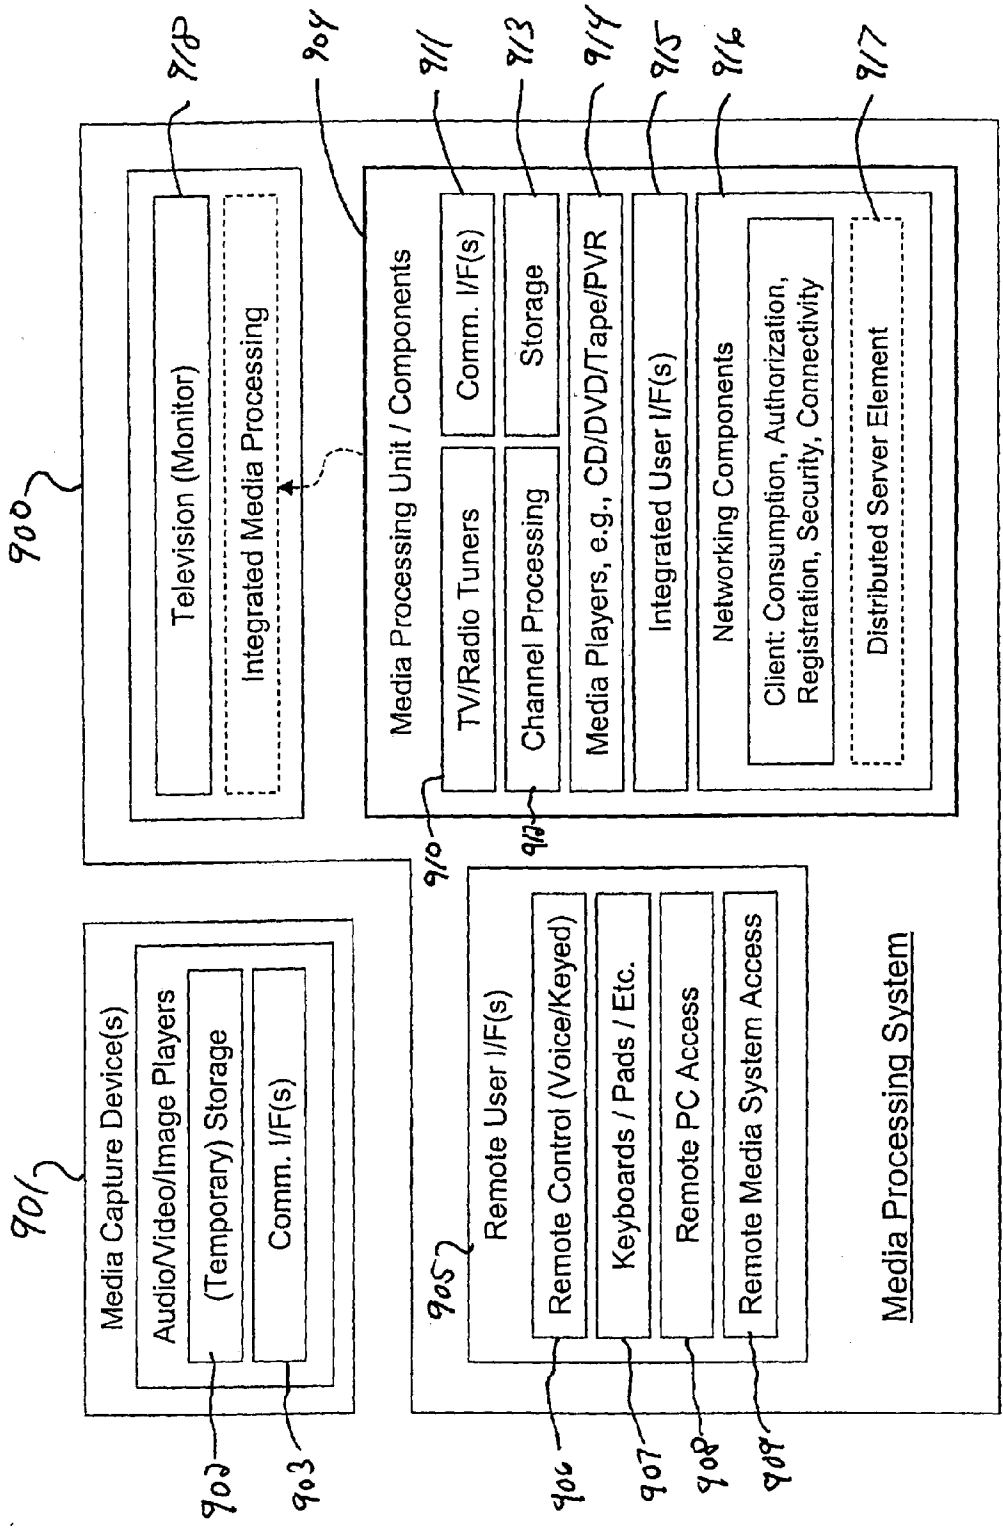 900
901
Media Capture Device(s)
Audio/Video/Image Players
(Temporary) Storage
Comm. I/F(s)
902
903
918
Television (Monitor)
Integrated Media Processing
904
Media Processing Unit / Components
910
TV/Radio Tuners
Comm. I/F(s)
911
912
Channel Processing
Storage
913
Media Players, e.g., CD/DVD/Tape/PVR
914
Integrated User I/F(s)
915
Networking Components
916
Client: Consumption, Authorization,
Registration, Security, Connectivity
Distributed Server Element
917
905
Remote User I/F(s)
906
Remote Control (Voice/Keyed)
907
Keyboards / Pads / Etc.
908
Remote PC Access
909
Remote Media System Access
Media Processing System